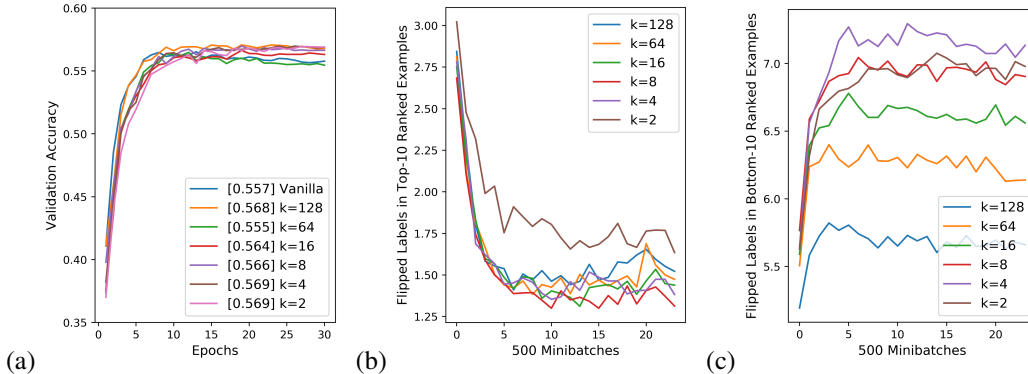 (a)
Validation Accuracy
0.60
0.55
0.50
0.45
0.40
0.35
[0.557] Vanilla
[0.568] k=128
[0.555] k=64
[0.564] k=16
[0.566] k=8
[0.569] k=4
[0.569] k=2
0 5 10 15 20 25 30
Epochs
(b)
Flipped Labels in Top-10 Ranked Examples
3.00
2.75
2.50
2.25
2.00
1.75
1.50
1.25
k=128
k=64
k=16
k=8
k=4
k=2
0 5 10 15 20
500 Minibatches
(c)
Flipped Labels in Bottom-10 Ranked Examples
7.0
6.5
6.0
5.5
k=128
k=64
k=16
k=8
k=4
k=2
0 5 10 15 20
500 Minibatches